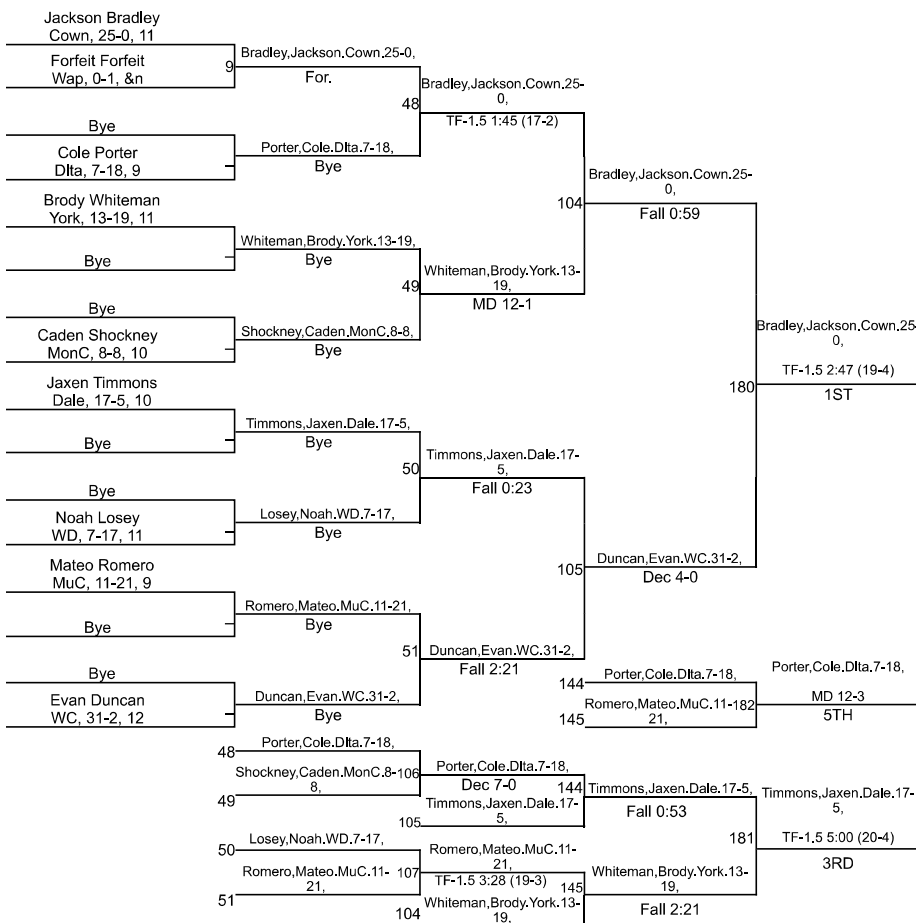 Jackson Bradley
Cown, 25-0, 11
Forfeit Forfeit
Wap, 0-1, &n
Bye
Cole Porter
Dlta, 7-18, 9
Brody Whiteman
York, 13-19, 11
Bye
Bye
Caden Shockney
MonC, 8-8, 10
Jaxen Timmons
Dale, 17-5, 10
Bye
Bye
Noah Losey
WD, 7-17, 11
Mateo Romero
MuC, 11-21, 9
Bye
Bye
Evan Duncan
WC, 31-2, 12
9
Bradley,Jackson.Cown.25-0,
For.
Porter,Cole.Dlta.7-18,
Bye
Whiteman,Brody.York.13-19,
Bye
Shockney,Caden.MonC.8-8,
Bye
Timmons,Jaxen.Dale.17-5,
Bye
Losey,Noah.WD.7-17,
Bye
Romero,Mateo.MuC.11-21,
Bye
Duncan,Evan.WC.31-2,
Bye
48
Bradley,Jackson.Cown.25-
0,
TF-1.5 1:45 (17-2)
49
Whiteman,Brody.York.13-
19,
MD 12-1
50
Timmons,Jaxen.Dale.17-
5,
Fall 0:23
51
Duncan,Evan.WC.31-2,
Fall 2:21
104
Bradley,Jackson.Cown.25-
0,
Fall 0:59
105
Duncan,Evan.WC.31-2,
Dec 4-0
180
Bradley,Jackson.Cown.25-
0,
TF-1.5 2:47 (19-4)
1ST
144
Porter,Cole.Dlta.7-18,
145
Romero,Mateo.MuC.11-
21,
182
Porter,Cole.Dlta.7-18,
MD 12-3
5TH
48
Porter,Cole.Dlta.7-18,
49
Shockney,Caden.MonC.8-
8,
106
Porter,Cole.Dlta.7-18,
Dec 7-0
105
Timmons,Jaxen.Dale.17-
5,
144
Timmons,Jaxen.Dale.17-5,
Fall 0:53
50
Losey,Noah.WD.7-17,
51
Romero,Mateo.MuC.11-
21,
107
Romero,Mateo.MuC.11-
21,
TF-1.5 3:28 (19-3)
104
Whiteman,Brody.York.13-
19,
145
Whiteman,Brody.York.13-
19,
Fall 2:21
181
Timmons,Jaxen.Dale.17-
5,
TF-1.5 5:00 (20-4)
3RD